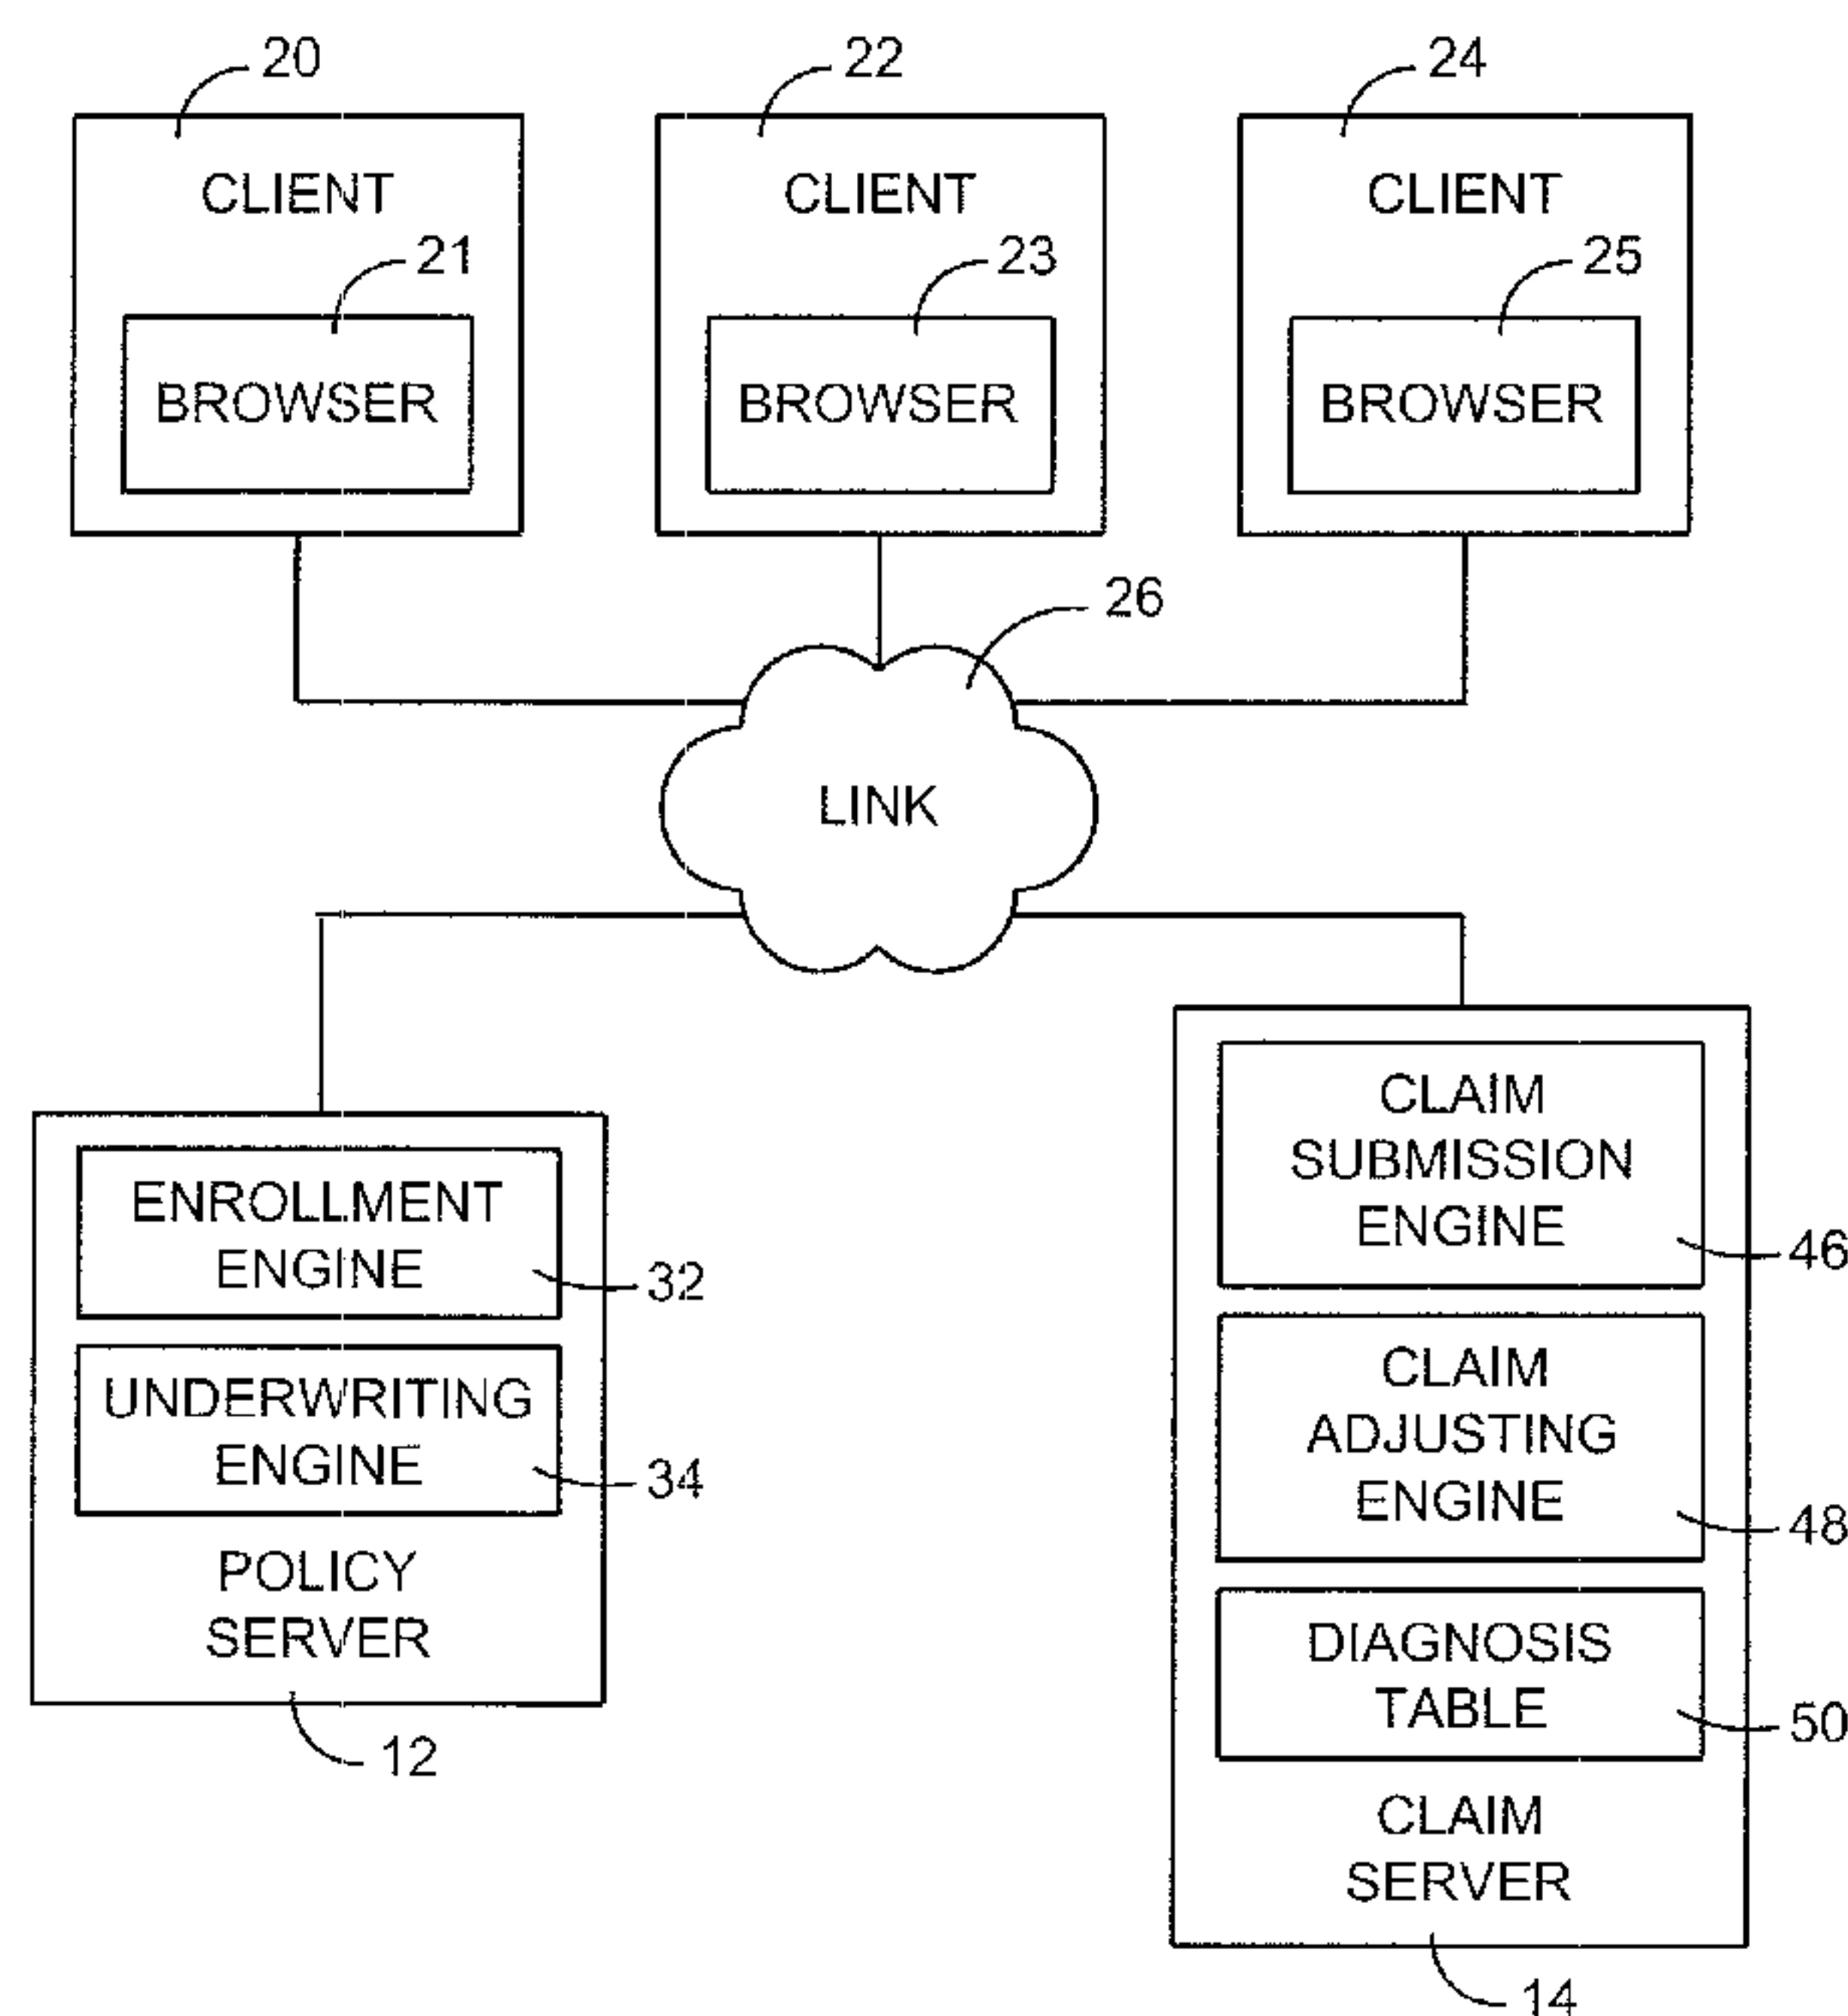 20
22
24
CLIENT
CLIENT
CLIENT
21
23
25
BROWSER
BROWSER
BROWSER
26
LINK
ENROLLMENT
ENGINE
32
UNDERWRITING
ENGINE
34
POLICY
SERVER
12
CLAIM
SUBMISSION
ENGINE
46
CLAIM
ADJUSTING
ENGINE
48
DIAGNOSIS
TABLE
50
CLAIM
SERVER
14